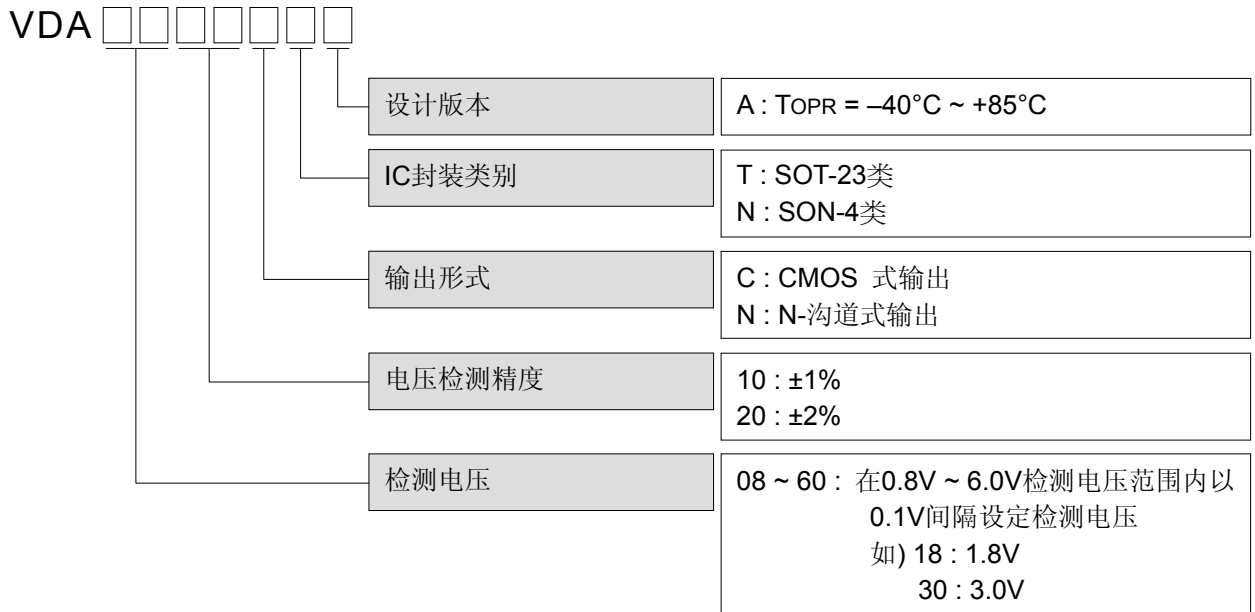 VDA
设计版本
A : TOPR = –40°C ~ +85°C
IC封装类别
T : SOT-23类
N : SON-4类
输出形式
C : CMOS 式输出
N : N-沟道式输出
电压检测精度
10 : ±1%
20 : ±2%
检测电压
08 ~ 60 : 在0.8V ~ 6.0V检测电压范围内以
0.1V间隔设定检测电压
如) 18 : 1.8V
30 : 3.0V